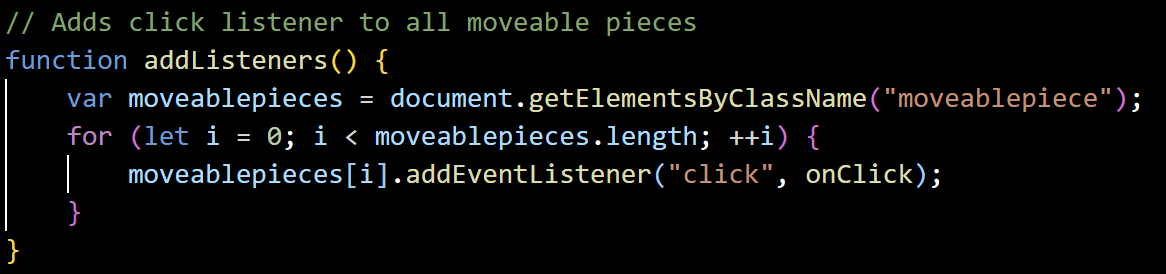 // Adds click listener to all moveable pieces
function addListeners() {
    var moveablepieces = document.getElementsByClassName("moveablepiece");
    for (let i = 0; i < moveablepieces.length; ++i) {
        moveablepieces[i].addEventListener("click", onClick);
    }
}